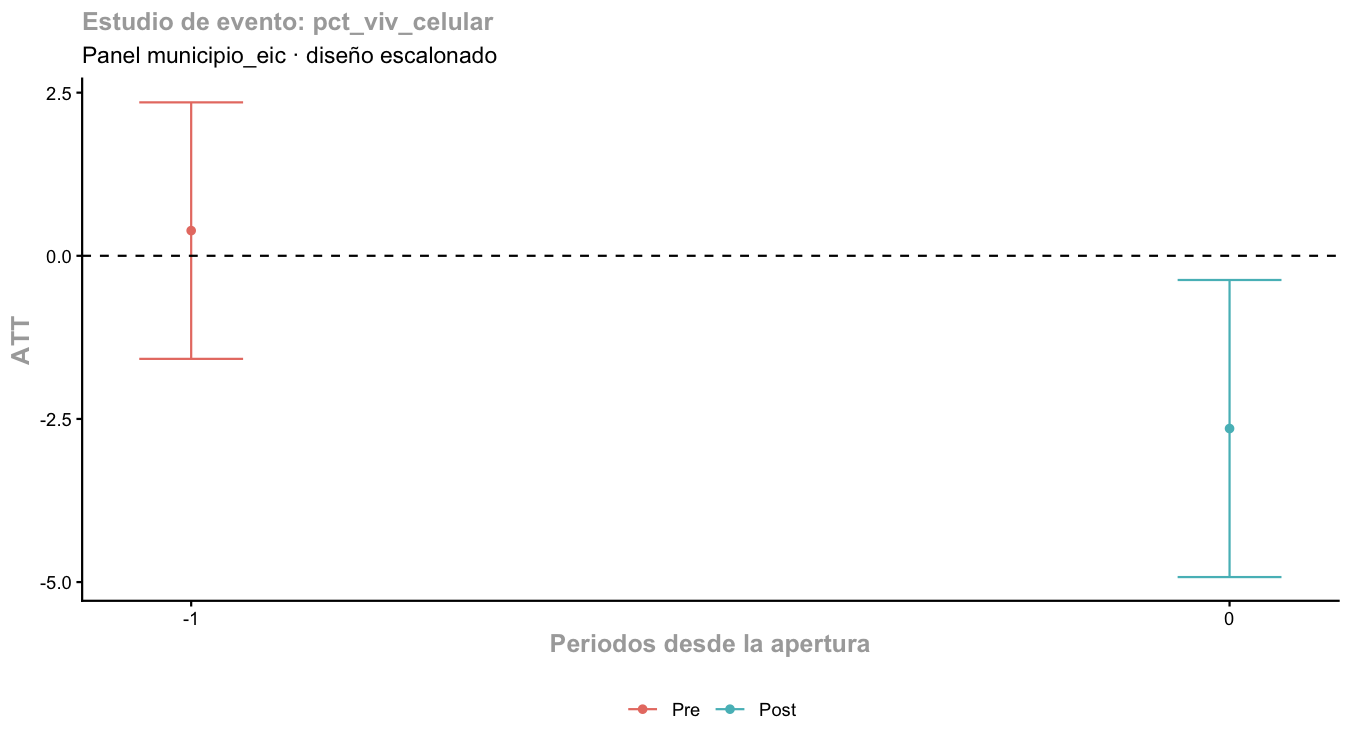 Estudio de evento: pct_viv_celular
Panel municipio_eic · diseño escalonado
2.5
0.0
-2.5
-5.0
ATT
-1
0
Periodos desde la apertura
Pre
Post